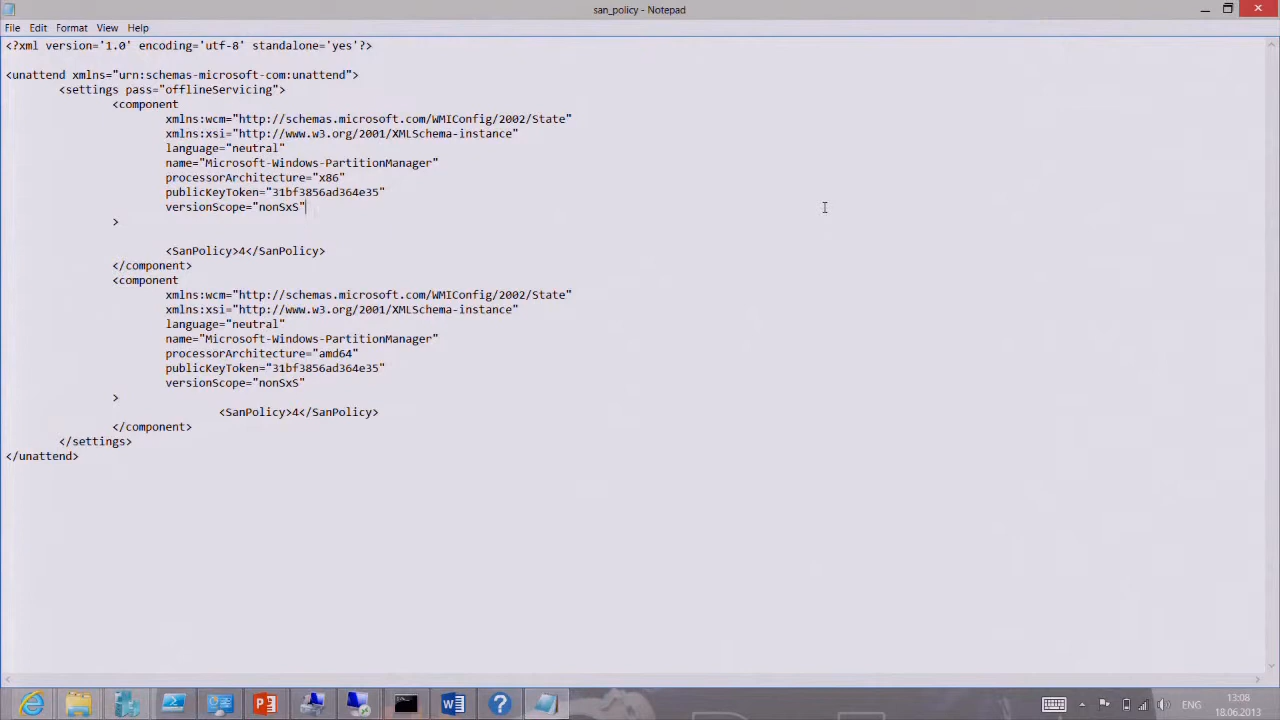 san_policy - Notepad
File Edit Format View Help
<?xml version='1.0' encoding='utf-8' standalone='yes'?>
<unattend xmlns="urn:schemas-microsoft-com:unattend">
<settings pass="offlineServicing">
<component
xmlns:wcm="http://schemas.microsoft.com/WMIConfig/2002/State"
xmlns:xsi="http://www.w3.org/2001/XMLSchema-instance"
language="neutral"
name="Microsoft-Windows-PartitionManager"
processorArchitecture="x86"
publicKeyToken="31bf3856ad364e35"
versionScope="nonSxS"
>
<SanPolicy>4</SanPolicy>
</component>
<component
xmlns:wcm="http://schemas.microsoft.com/WMIConfig/2002/State"
xmlns:xsi="http://www.w3.org/2001/XMLSchema-instance"
language="neutral"
name="Microsoft-Windows-PartitionManager"
processorArchitecture="amd64"
publicKeyToken="31bf3856ad364e35"
versionScope="nonSxS"
>
<SanPolicy>4</SanPolicy>
</component>
</settings>
</unattend>
ENG
13:08
18.06.2013